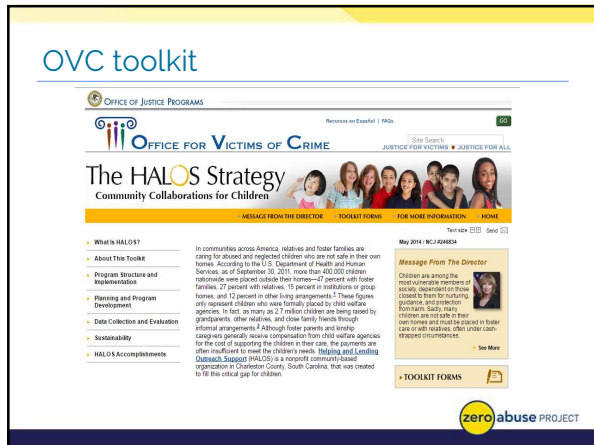 OVC toolkit
OFFICE OF JUSTICE PROGRAMS
Recursos en Español | FAQs
GO
OFFICE FOR VICTIMS OF CRIME
Site Search
JUSTICE FOR VICTIMS • JUSTICE FOR ALL
The HALOS Strategy
Community Collaborations for Children
MESSAGE FROM THE DIRECTOR
TOOLKIT FORMS
FOR MORE INFORMATION
HOME
Text size
Send
What Is HALOS?
About This Toolkit
Program Structure and
Implementation
Planning and Program
Development
Data Collection and Evaluation
Sustainability
HALOS Accomplishments
In communities across America, relatives and foster families are
caring for abused and neglected children who are not safe in their own
homes. According to the U.S. Department of Health and Human
Services, as of September 30, 2011, more than 400,000 children
nationwide were placed outside their homes—47 percent with foster
families, 27 percent with relatives, 15 percent in institutions or group
homes, and 12 percent in other living arrangements.1 These figures
only represent children who were formally placed by child welfare
agencies. In fact, as many as 2.7 million children are being raised by
grandparents, other relatives, and close family friends through
informal arrangements.2 Although foster parents and kinship
caregivers generally receive compensation from child welfare agencies
for the cost of supporting the children in their care, the payments are
often insufficient to meet the children's needs. Helping and Lending
Outreach Support (HALOS) is a nonprofit community-based
organization in Charleston County, South Carolina, that was created
to fill this critical gap for children.
May 2014 / NCJ #246834
Message From The Director
Children are among the
most vulnerable members of
society, dependent on those
closest to them for nurturing,
guidance, and protection
from harm. Sadly, many
children are not safe in their
own homes and must be placed in foster
care or with relatives, often under cash-
strapped circumstances.
See More
TOOLKIT FORMS
zero abuse PROJECT